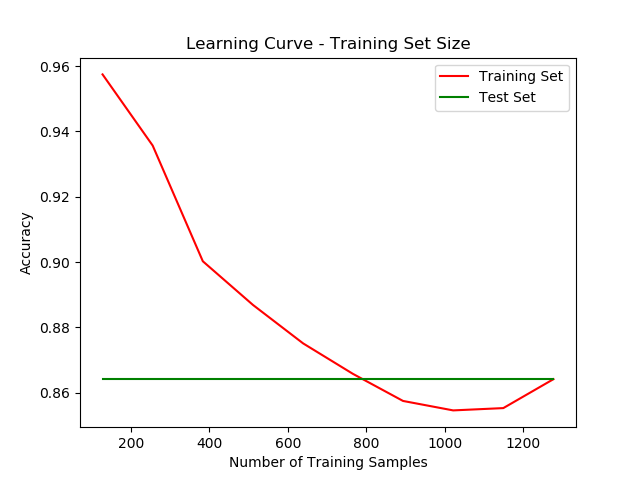 Learning Curve - Training Set Size
Training Set
Test Set
Accuracy
0.96
0.94
0.92
0.90
0.88
0.86
200 400 600 800 1000 1200
Number of Training Samples